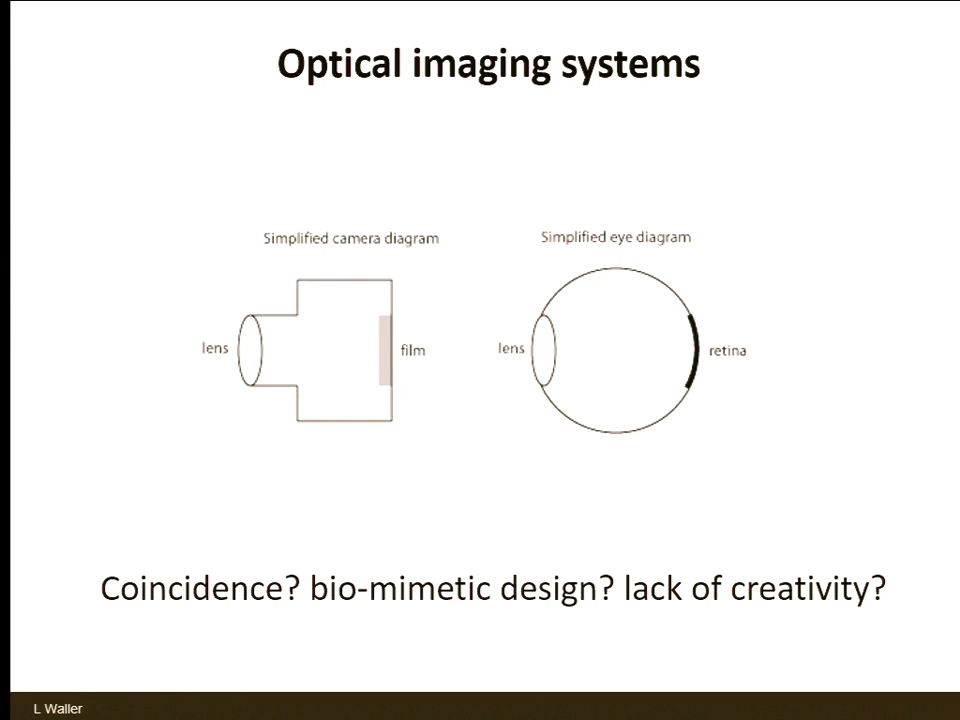 Optical imaging systems
Simplified camera diagram
Simplified eye diagram
lens
film
lens
retina
Coincidence? bio-mimetic design? lack of creativity?
L Waller